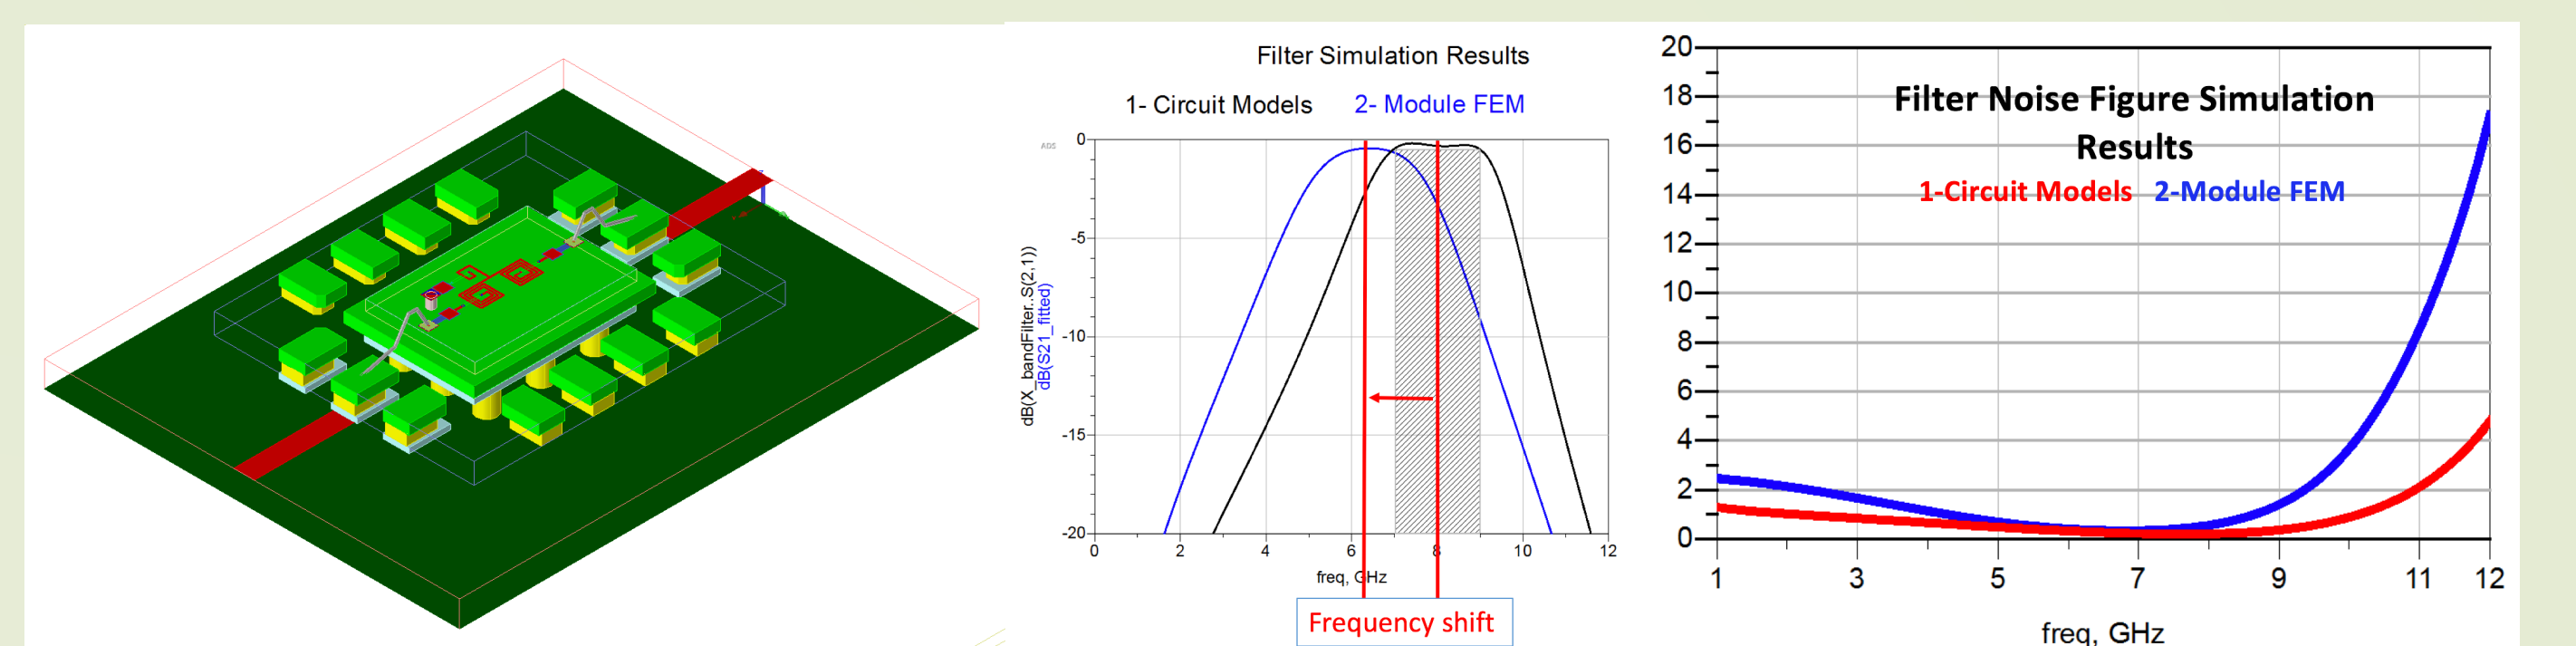 Filter Simulation Results
1- Circuit Models 2- Module FEM
ADS
0
-5
-10
-15
-20
dB(X_bandFilter..S(2,1))
dB(S21_fitted)
0 2 4 6 8 10 12
freq, GHz
Frequency shift
20
18
16
14
12
10
8
6
4
2
0
Filter Noise Figure Simulation
Results
1-Circuit Models 2-Module FEM
1 3 5 7 9 11 12
freq, GHz